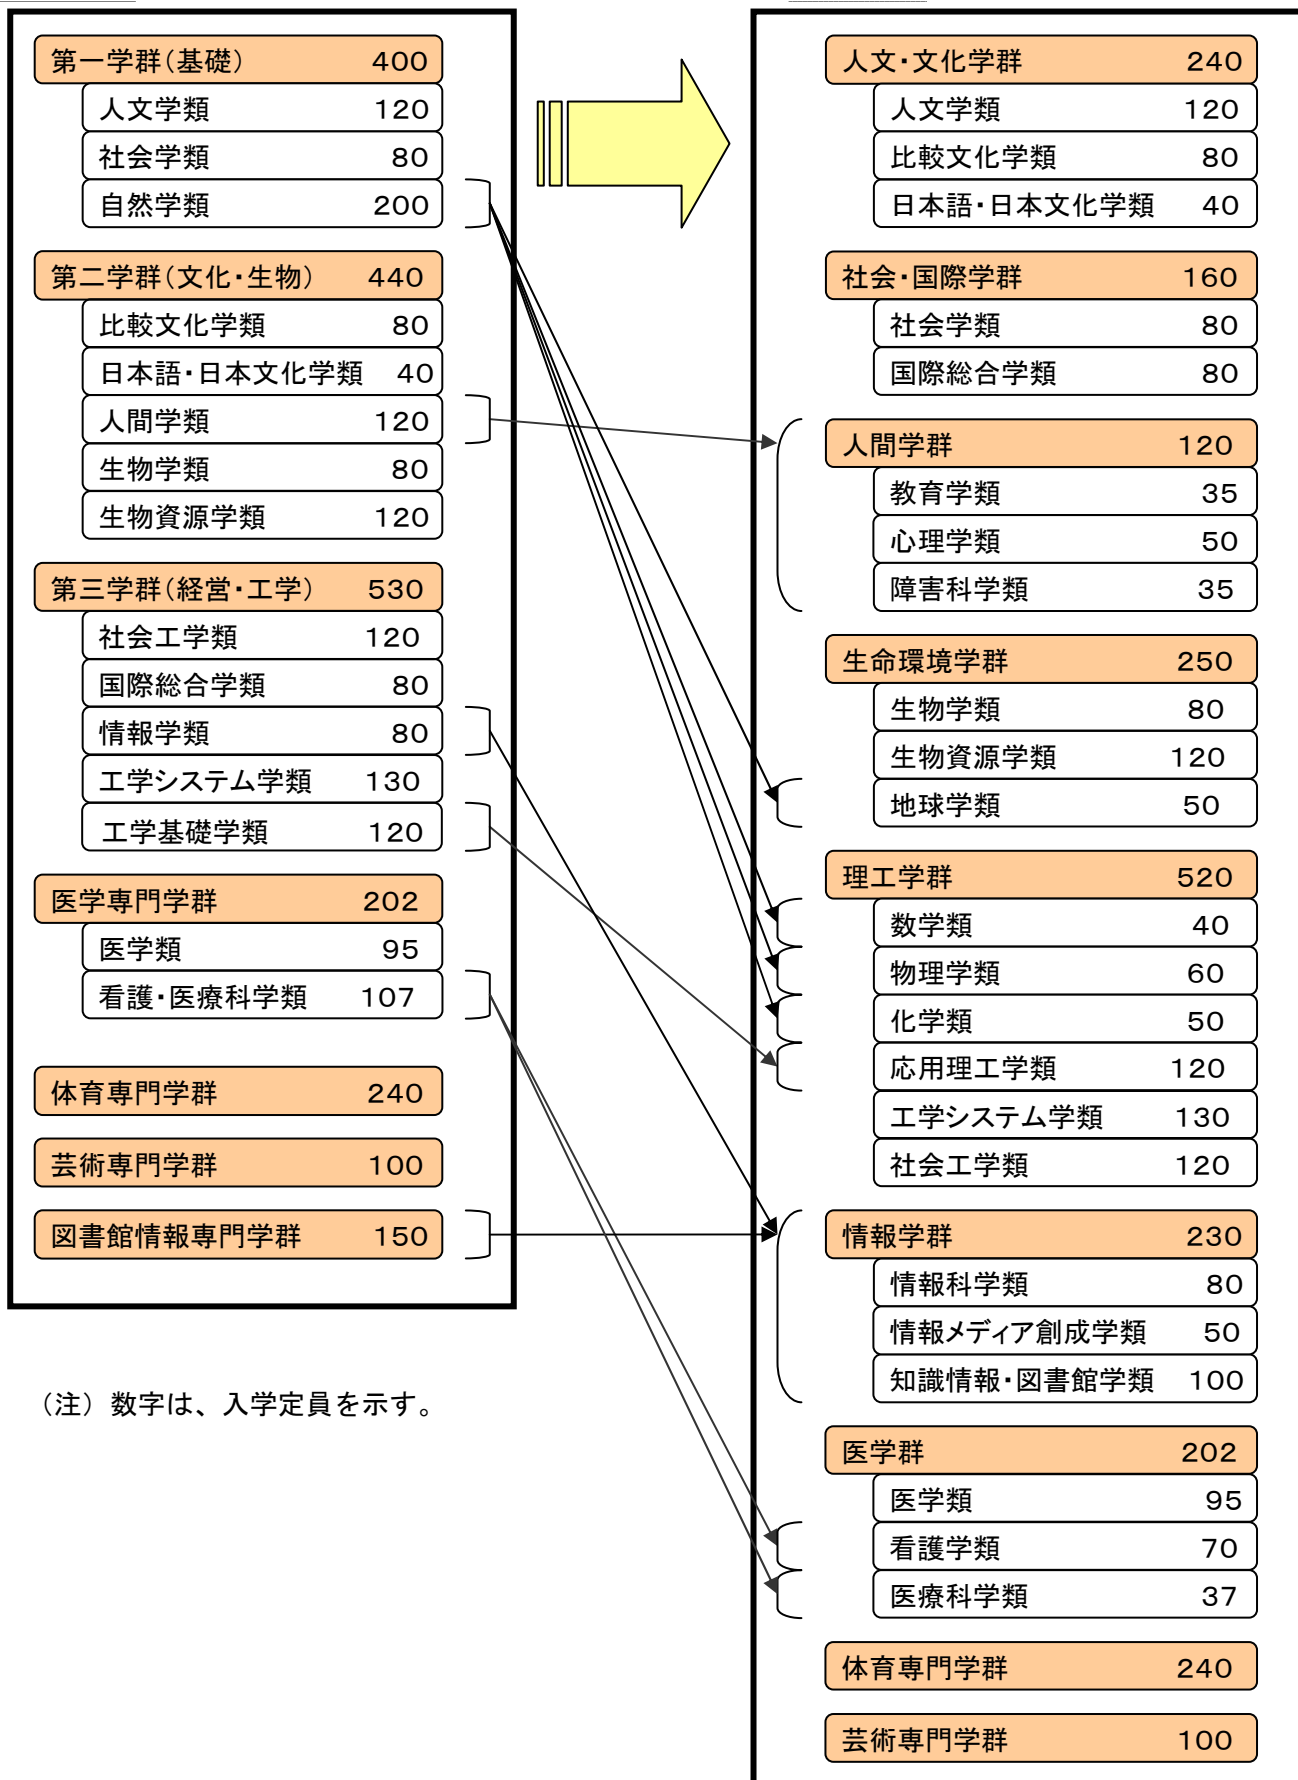 第一学群(基礎) 400
人文学類 120
社会学類 80
自然学類 200
第二学群(文化・生物) 440
比較文化学類 80
日本語・日本文化学類 40
人間学類 120
生物学類 80
生物資源学類 120
第三学群(経営・工学) 530
社会工学類 120
国際総合学類 80
情報学類 80
工学システム学類 130
工学基礎学類 120
医学専門学群 202
医学類 95
看護・医療科学類 107
体育専門学群 240
芸術専門学群 100
図書館情報専門学群 150
(注) 数字は、入学定員を示す。
人文・文化学群 240
人文学類 120
比較文化学類 80
日本語・日本文化学類 40
社会・国際学群 160
社会学類 80
国際総合学類 80
人間学群 120
教育学類 35
心理学類 50
障害科学類 35
生命環境学群 250
生物学類 80
生物資源学類 120
地球学類 50
理工学群 520
数学類 40
物理学類 60
化学類 50
応用理工学類 120
工学システム学類 130
社会工学類 120
情報学群 230
情報科学類 80
情報メディア創成学類 50
知識情報・図書館学類 100
医学群 202
医学類 95
看護学類 70
医療科学類 37
体育専門学群 240
芸術専門学群 100